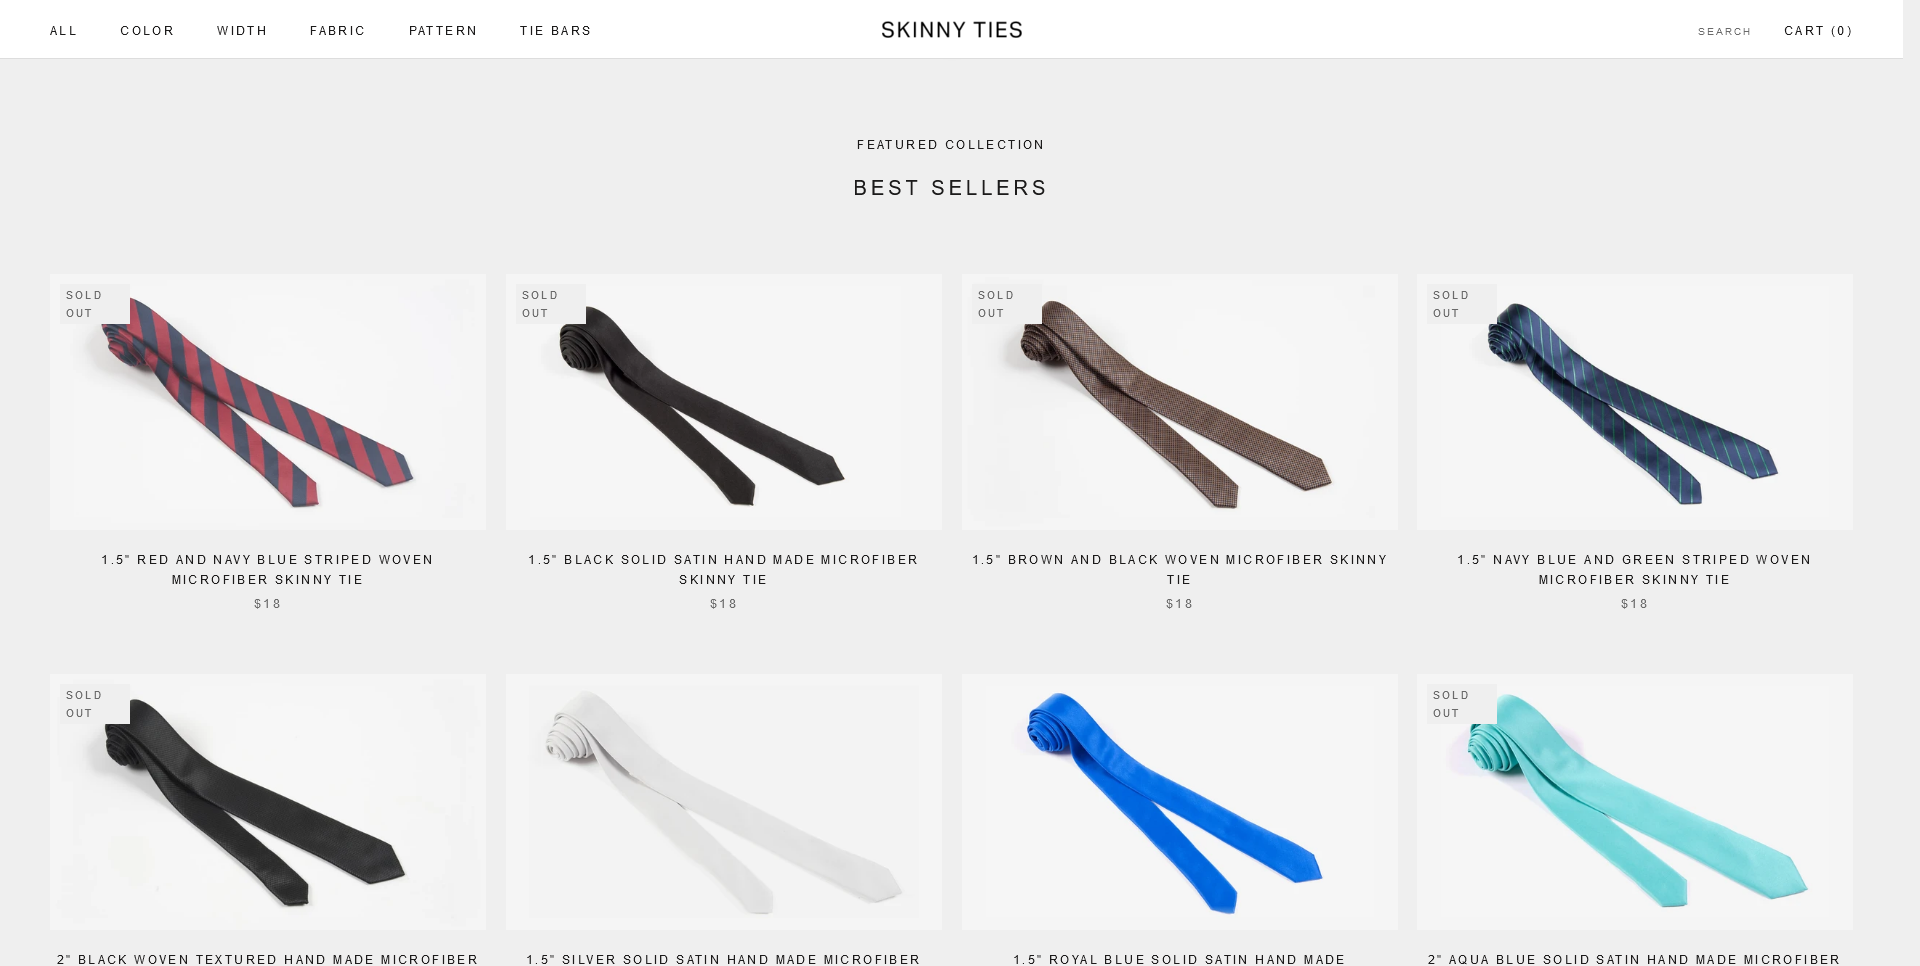 ALL COLOR WIDTH FABRIC PATTERN TIE BARS SKINNY TIES SEARCH CART (0)
FEATURED COLLECTION
BEST SELLERS
SOLD
OUT
SOLD
OUT
SOLD
OUT
SOLD
OUT
1.5" RED AND NAVY BLUE STRIPED WOVEN
MICROFIBER SKINNY TIE
$18
1.5" BLACK SOLID SATIN HAND MADE MICROFIBER
SKINNY TIE
$18
1.5" BROWN AND BLACK WOVEN MICROFIBER SKINNY
TIE
$18
1.5" NAVY BLUE AND GREEN STRIPED WOVEN
MICROFIBER SKINNY TIE
$18
SOLD
OUT
SOLD
OUT
2" BLACK WOVEN TEXTURED HAND MADE MICROFIBER
1.5" SILVER SOLID SATIN HAND MADE MICROFIBER
1.5" ROYAL BLUE SOLID SATIN HAND MADE
2" AQUA BLUE SOLID SATIN HAND MADE MICROFIBER